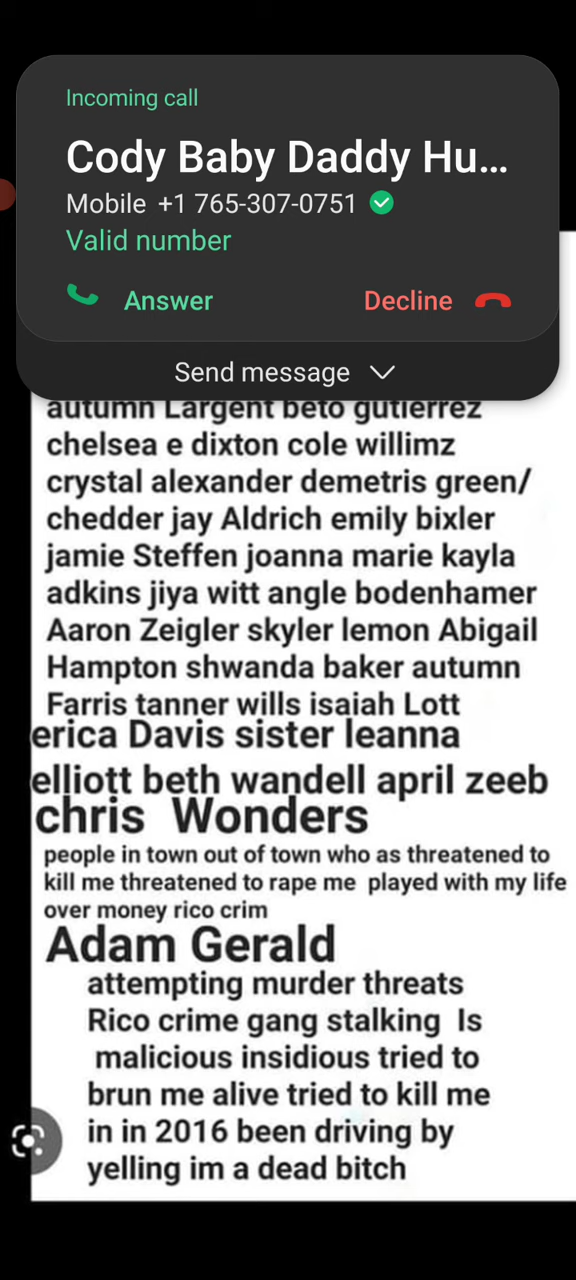 Incoming call
Cody Baby Daddy Hu...
Mobile +1 765-307-0751
Valid number
Answer Decline
Send message
autumn Largent beto gutierrez
chelsea e dixton cole willimz
crystal alexander demetris green/
chedder jay Aldrich emily bixler
jamie Steffen joanna marie kayla
adkins jiya witt angle bodenhamer
Aaron Zeigler skyler lemon Abigail
Hampton shwanda baker autumn
Farris tanner wills isaiah Lott
erica Davis sister leanna
elliott beth wandell april zeeb
chris Wonders
people in town out of town who as threatened to
kill me threatened to rape me played with my life
over money rico crim
Adam Gerald
attempting murder threats
Rico crime gang stalking Is
malicious insidious tried to
brun me alive tried to kill me
in in 2016 been driving by
yelling im a dead bitch